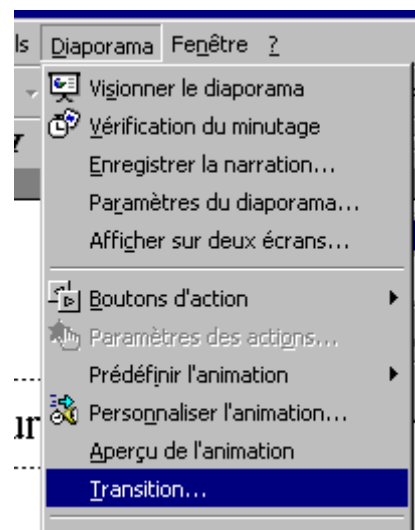 ls Diaporama Fenêtre ?
Visionner le diaporama
Vérification du minutage
Enregistrer la narration...
Paramètres du diaporama...
Afficher sur deux écrans...
Boutons d'action
Paramètres des actions...
Prédéfinir l'animation
Personnaliser l'animation...
ur
Aperçu de l'animation
Transition...